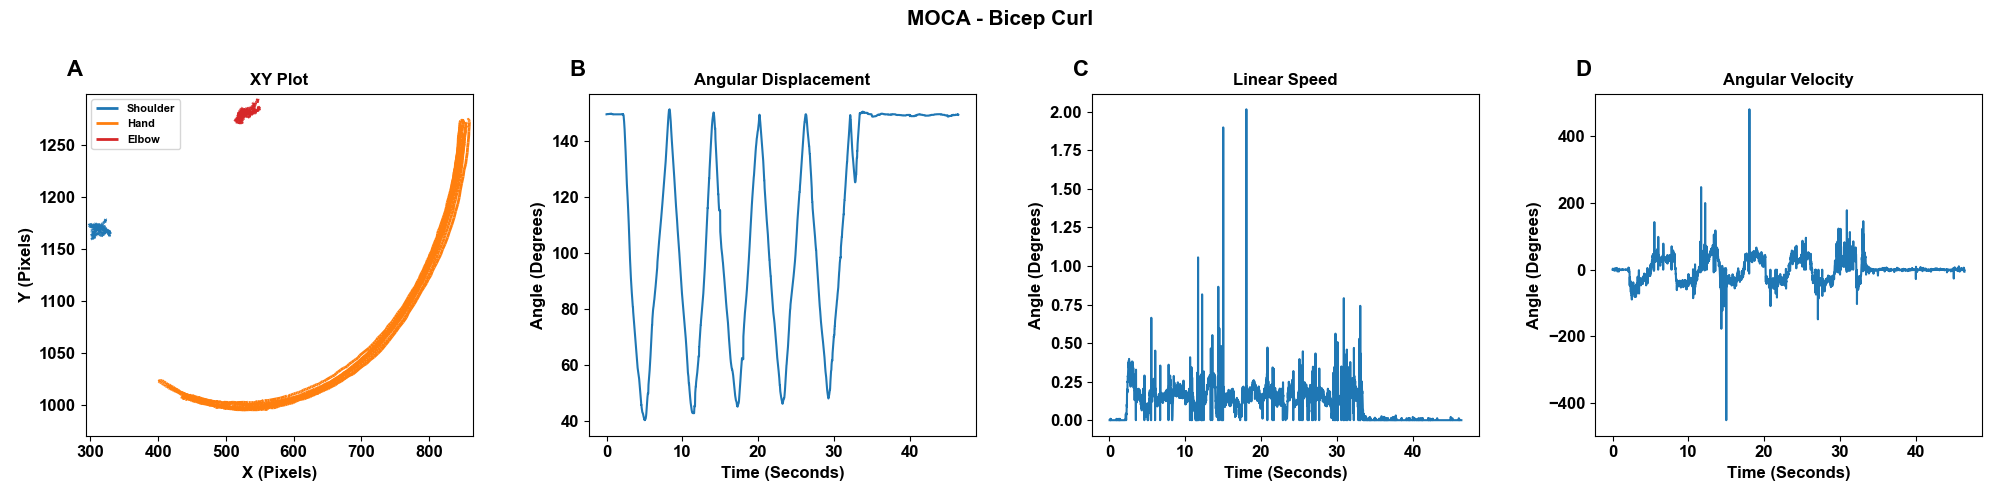 MOCA - Bicep Curl
A
XY Plot
Shoulder
Hand
Elbow
1250
1200
1150
1100
1050
1000
Y (Pixels)
300 400 500 600 700 800
X (Pixels)
B
Angular Displacement
140
120
100
80
60
40
Angle (Degrees)
0 10 20 30 40
Time (Seconds)
C
Linear Speed
2.00
1.75
1.50
1.25
1.00
0.75
0.50
0.25
0.00
Angle (Degrees)
0 10 20 30 40
Time (Seconds)
D
Angular Velocity
400
200
0
−200
−400
Angle (Degrees)
0 10 20 30 40
Time (Seconds)